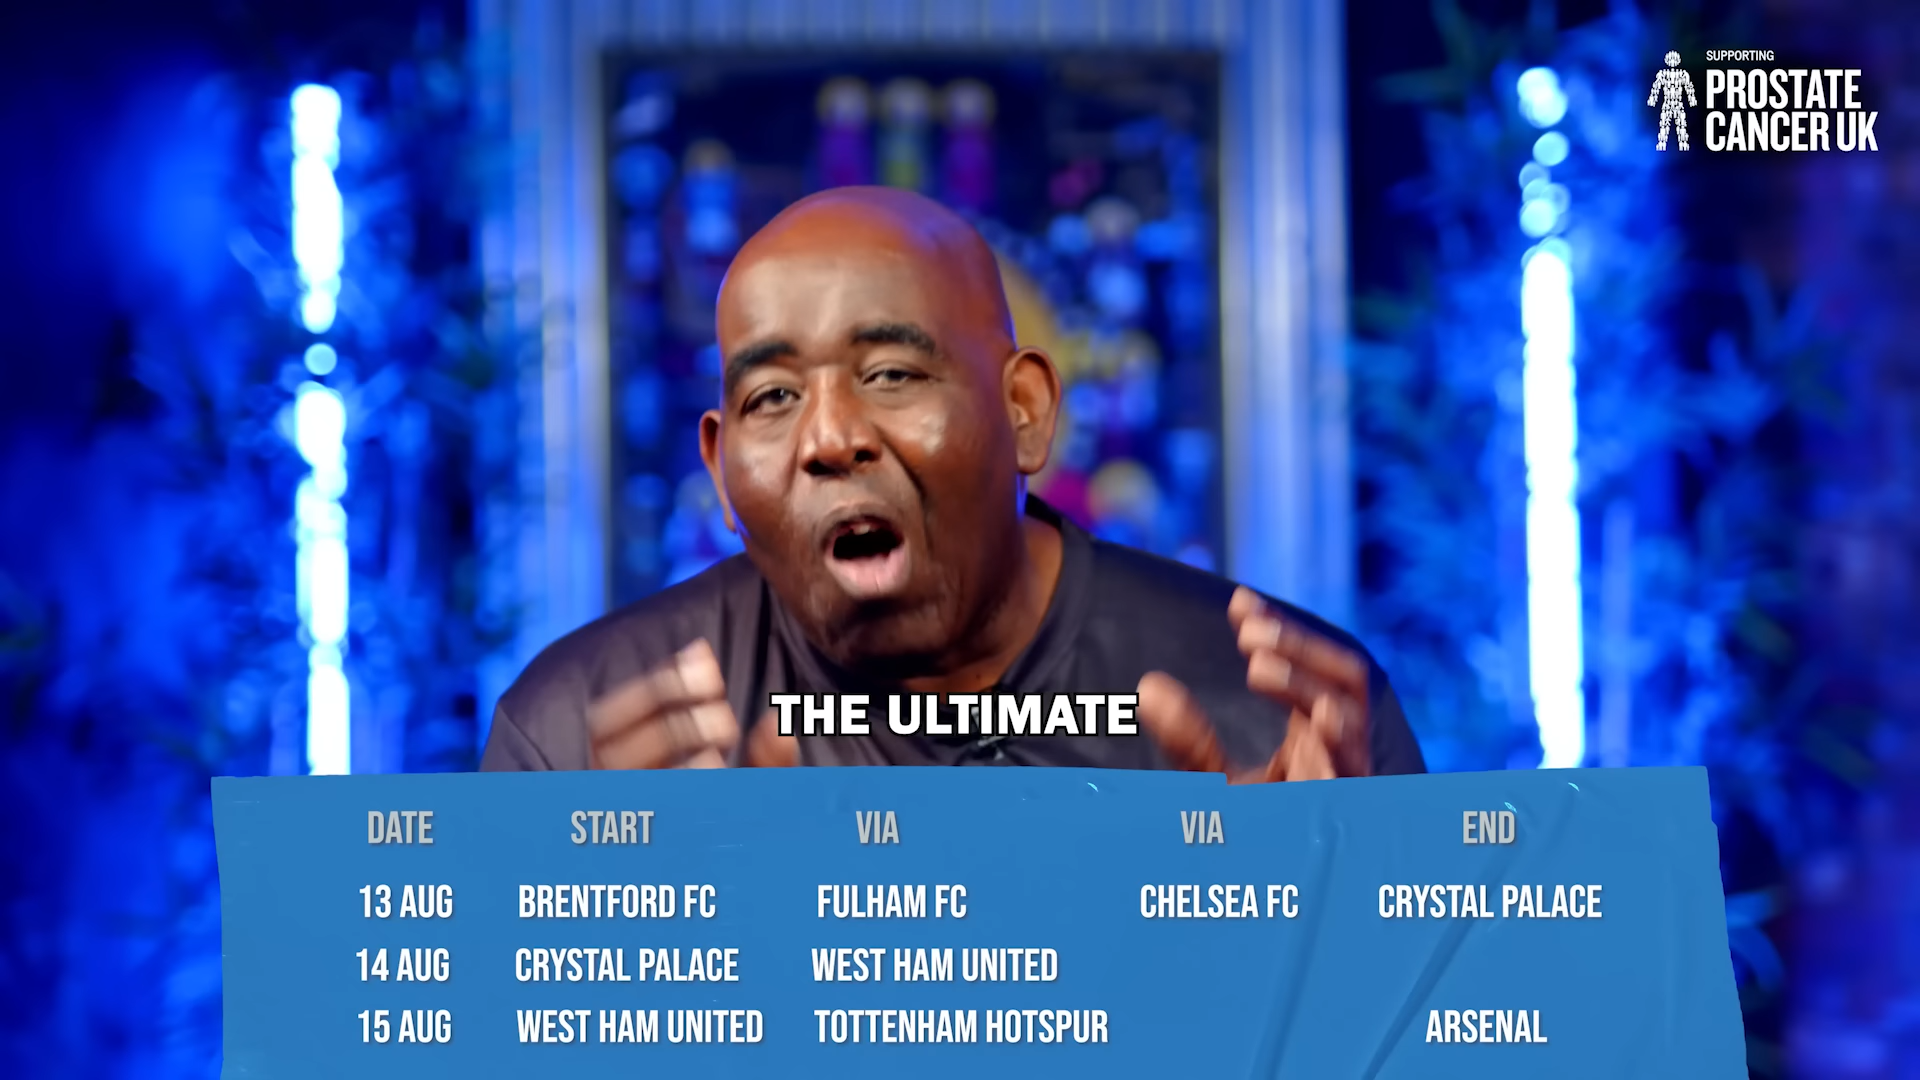 SUPPORTING
PROSTATE
CANCER UK
THE ULTIMATE
DATE START VIA VIA END
13 AUG BRENTFORD FC FULHAM FC CHELSEA FC CRYSTAL PALACE
14 AUG CRYSTAL PALACE WEST HAM UNITED
15 AUG WEST HAM UNITED TOTTENHAM HOTSPUR ARSENAL